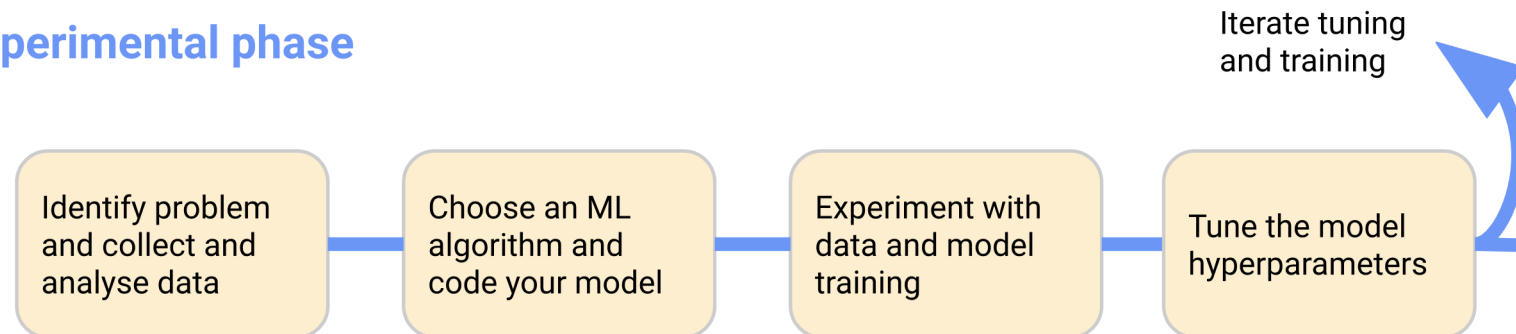 perimental phase
Iterate tuning
and training
Identify problem
and collect and
analyse data
Choose an ML
algorithm and
code your model
Experiment with
data and model
training
Tune the model
hyperparameters